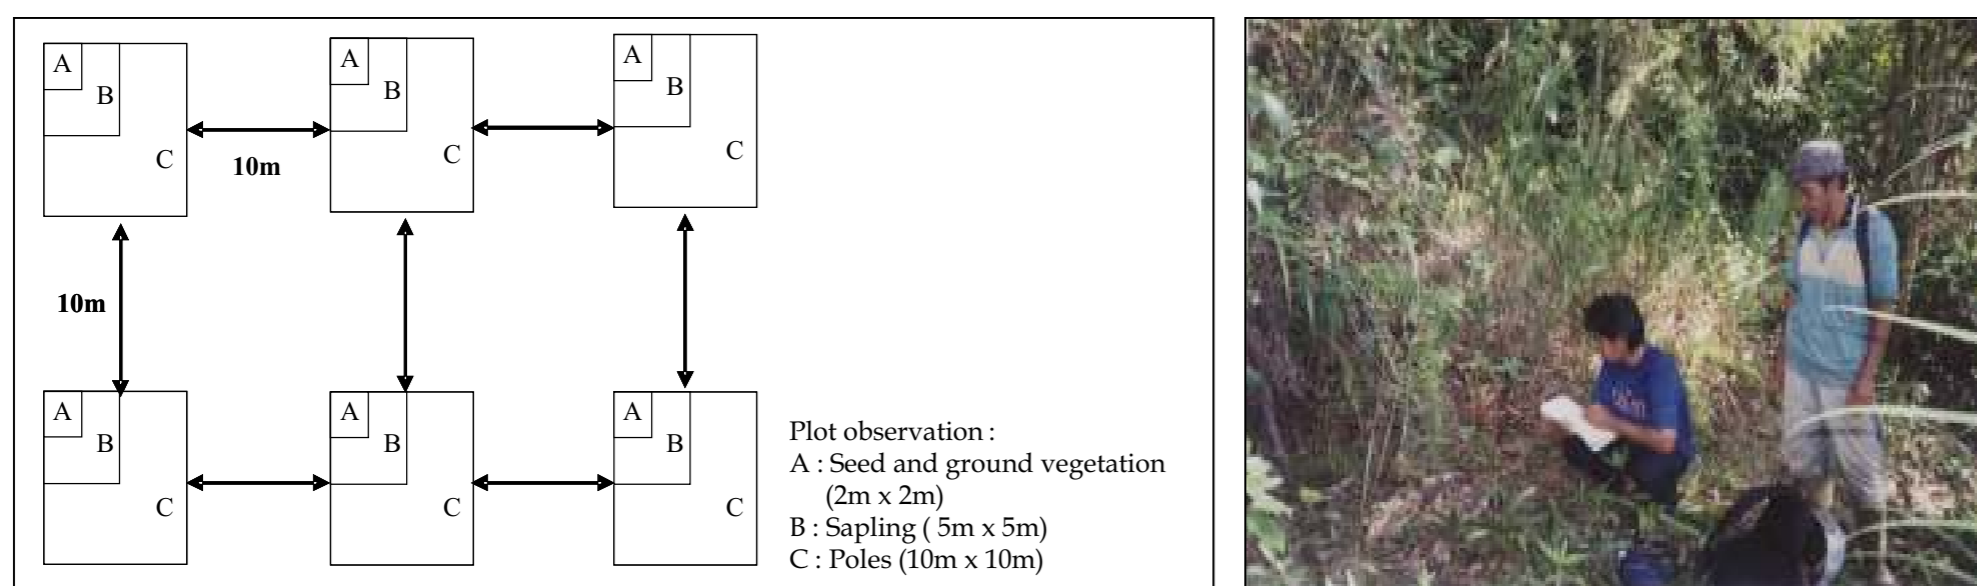 A
B
C
A
B
C
A
B
C
10m
10m
A
B
C
A
B
C
A
B
C
Plot observation :
A : Seed and ground vegetation
(2m x 2m)
B : Sapling ( 5m x 5m)
C : Poles (10m x 10m)